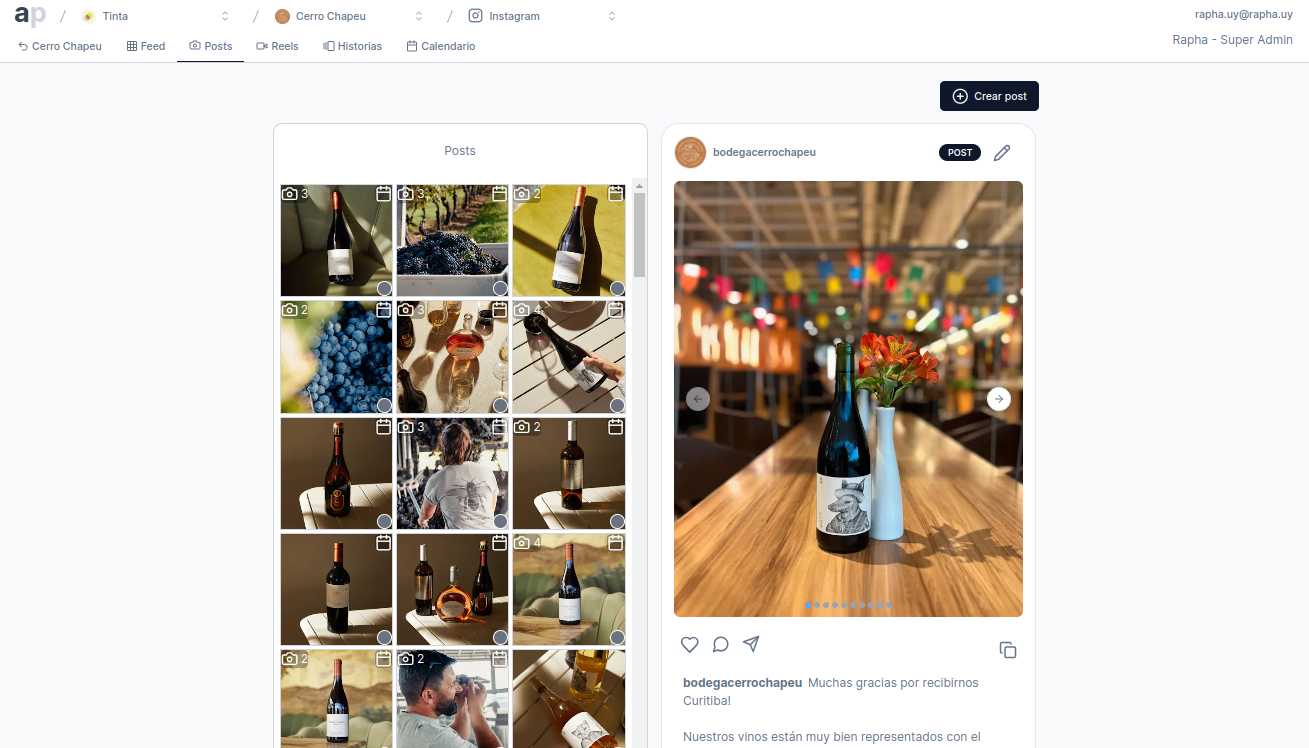 ap / Tinta / Cerro Chapeu / Instagram
rapha.uy@rapha.uy
Cerro Chapeu Feed Posts Reels Historias Calendario
Rapha - Super Admin
Crear post
Posts
bodegacerrochapeu
POST
3 3 2
2 3 4
3 2
4
2 2
bodegacerrochapeu Muchas gracias por recibirnos
Curitiba!
Nuestros vinos están muy bien representados con el